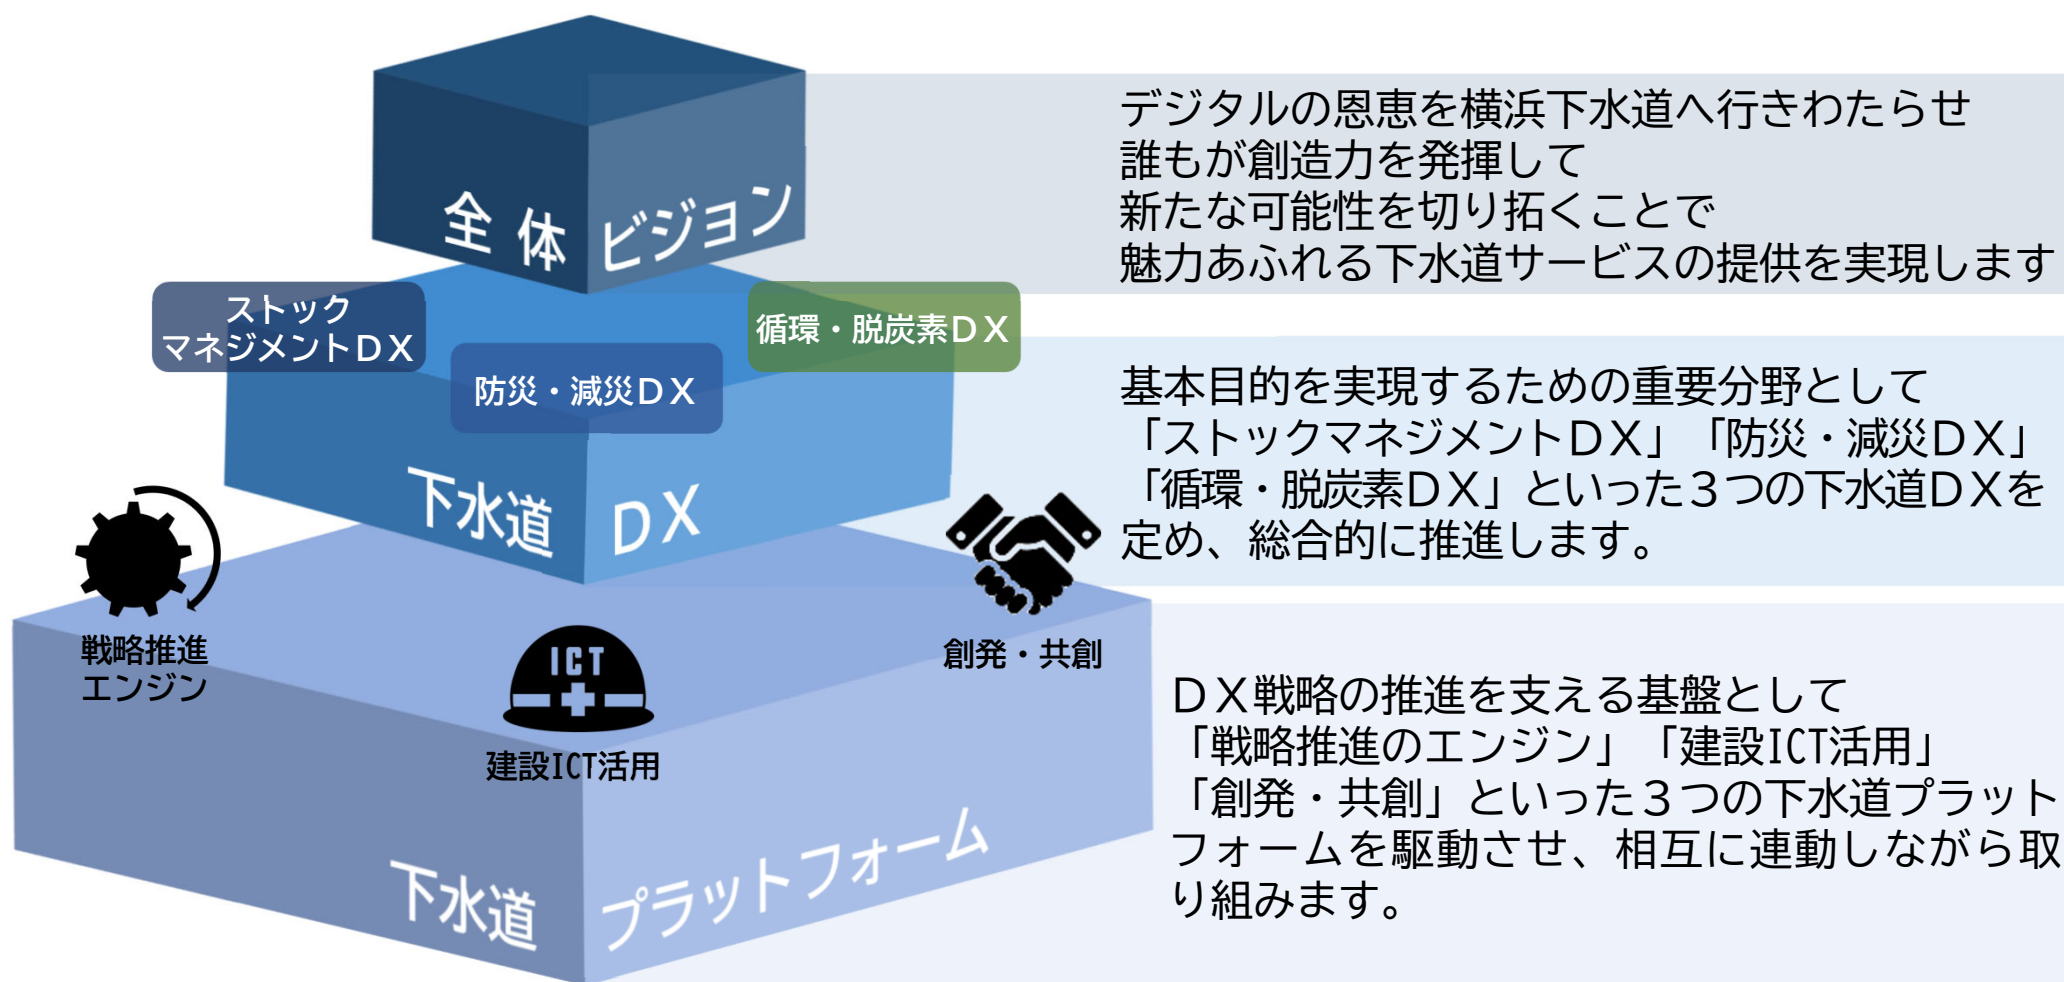 全体ビジョン
デジタルの恩恵を横浜下水道へ行きわたらせ
誰もが創造力を発揮して
新たな可能性を切り拓くことで
魅力あふれる下水道サービスの提供を実現します
ストック
マネジメントＤＸ
防災・減災ＤＸ
循環・脱炭素ＤＸ
下水道 ＤＸ
基本目的を実現するための重要分野として
「ストックマネジメントＤＸ」「防災・減災ＤＸ」
「循環・脱炭素ＤＸ」といった３つの下水道ＤＸを
定め、総合的に推進します。
戦略推進
エンジン
ICT
建設ICT活用
創発・共創
下水道 プラットフォーム
ＤＸ戦略の推進を支える基盤として
「戦略推進のエンジン」「建設ICT活用」
「創発・共創」といった３つの下水道プラット
フォームを駆動させ、相互に連動しながら取
り組みます。